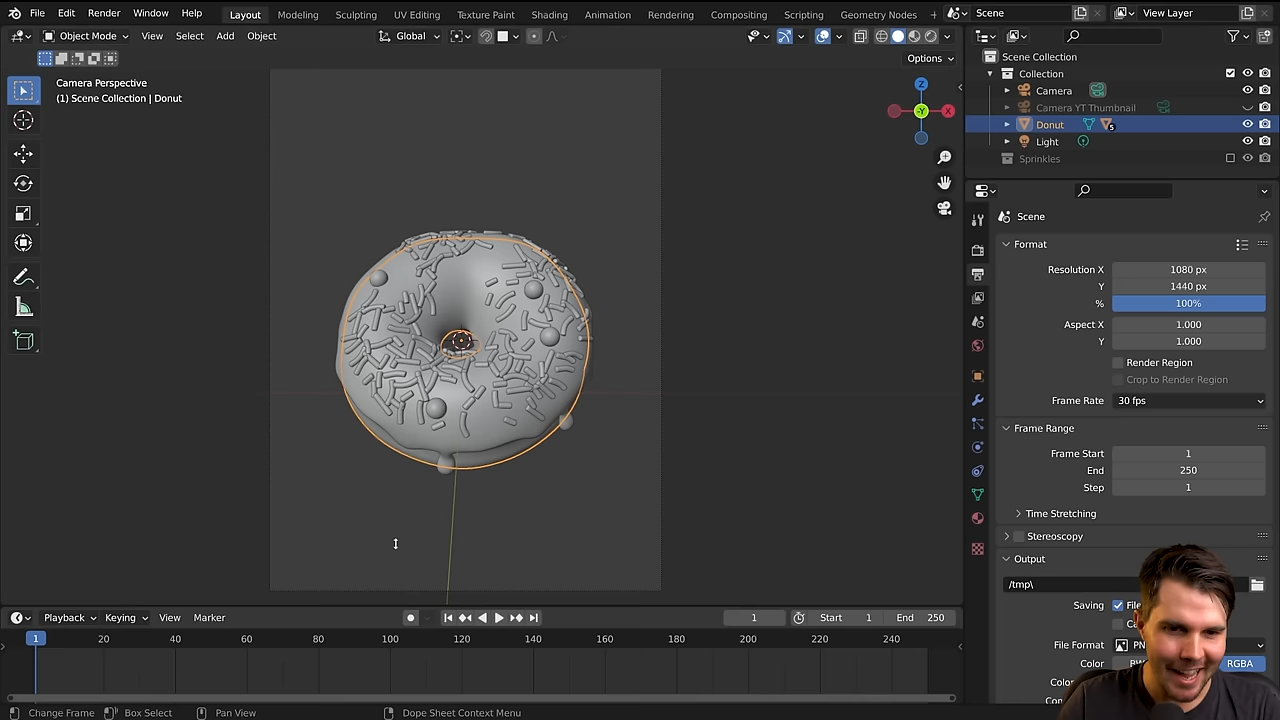 File Edit Render Window Help Layout Modeling Sculpting UV Editing Texture Paint Shading Animation Rendering Compositing Scripting Geometry Nodes + Scene View Layer
Object Mode View Select Add Object Global
Options
Camera Perspective
(1) Scene Collection | Donut
Z
X
-Y
Scene Collection
Collection
Camera
Camera YT Thumbnail
Donut 5
Light
Sprinkles
Scene
Format
Resolution X 1080 px
Y 1440 px
% 100%
Aspect X 1.000
Y 1.000
Render Region
Crop to Render Region
Frame Rate 30 fps
Frame Range
Frame Start 1
End 250
Step 1
Time Stretching
Stereoscopy
Output
/tmp\
Saving File
File Format
Color RGBA
Playback Keying View Marker 1 Start 1 End 250
1 20 40 60 80 100 120 140 160 180 200 220 240
Change Frame Box Select Pan View Dope Sheet Context Menu